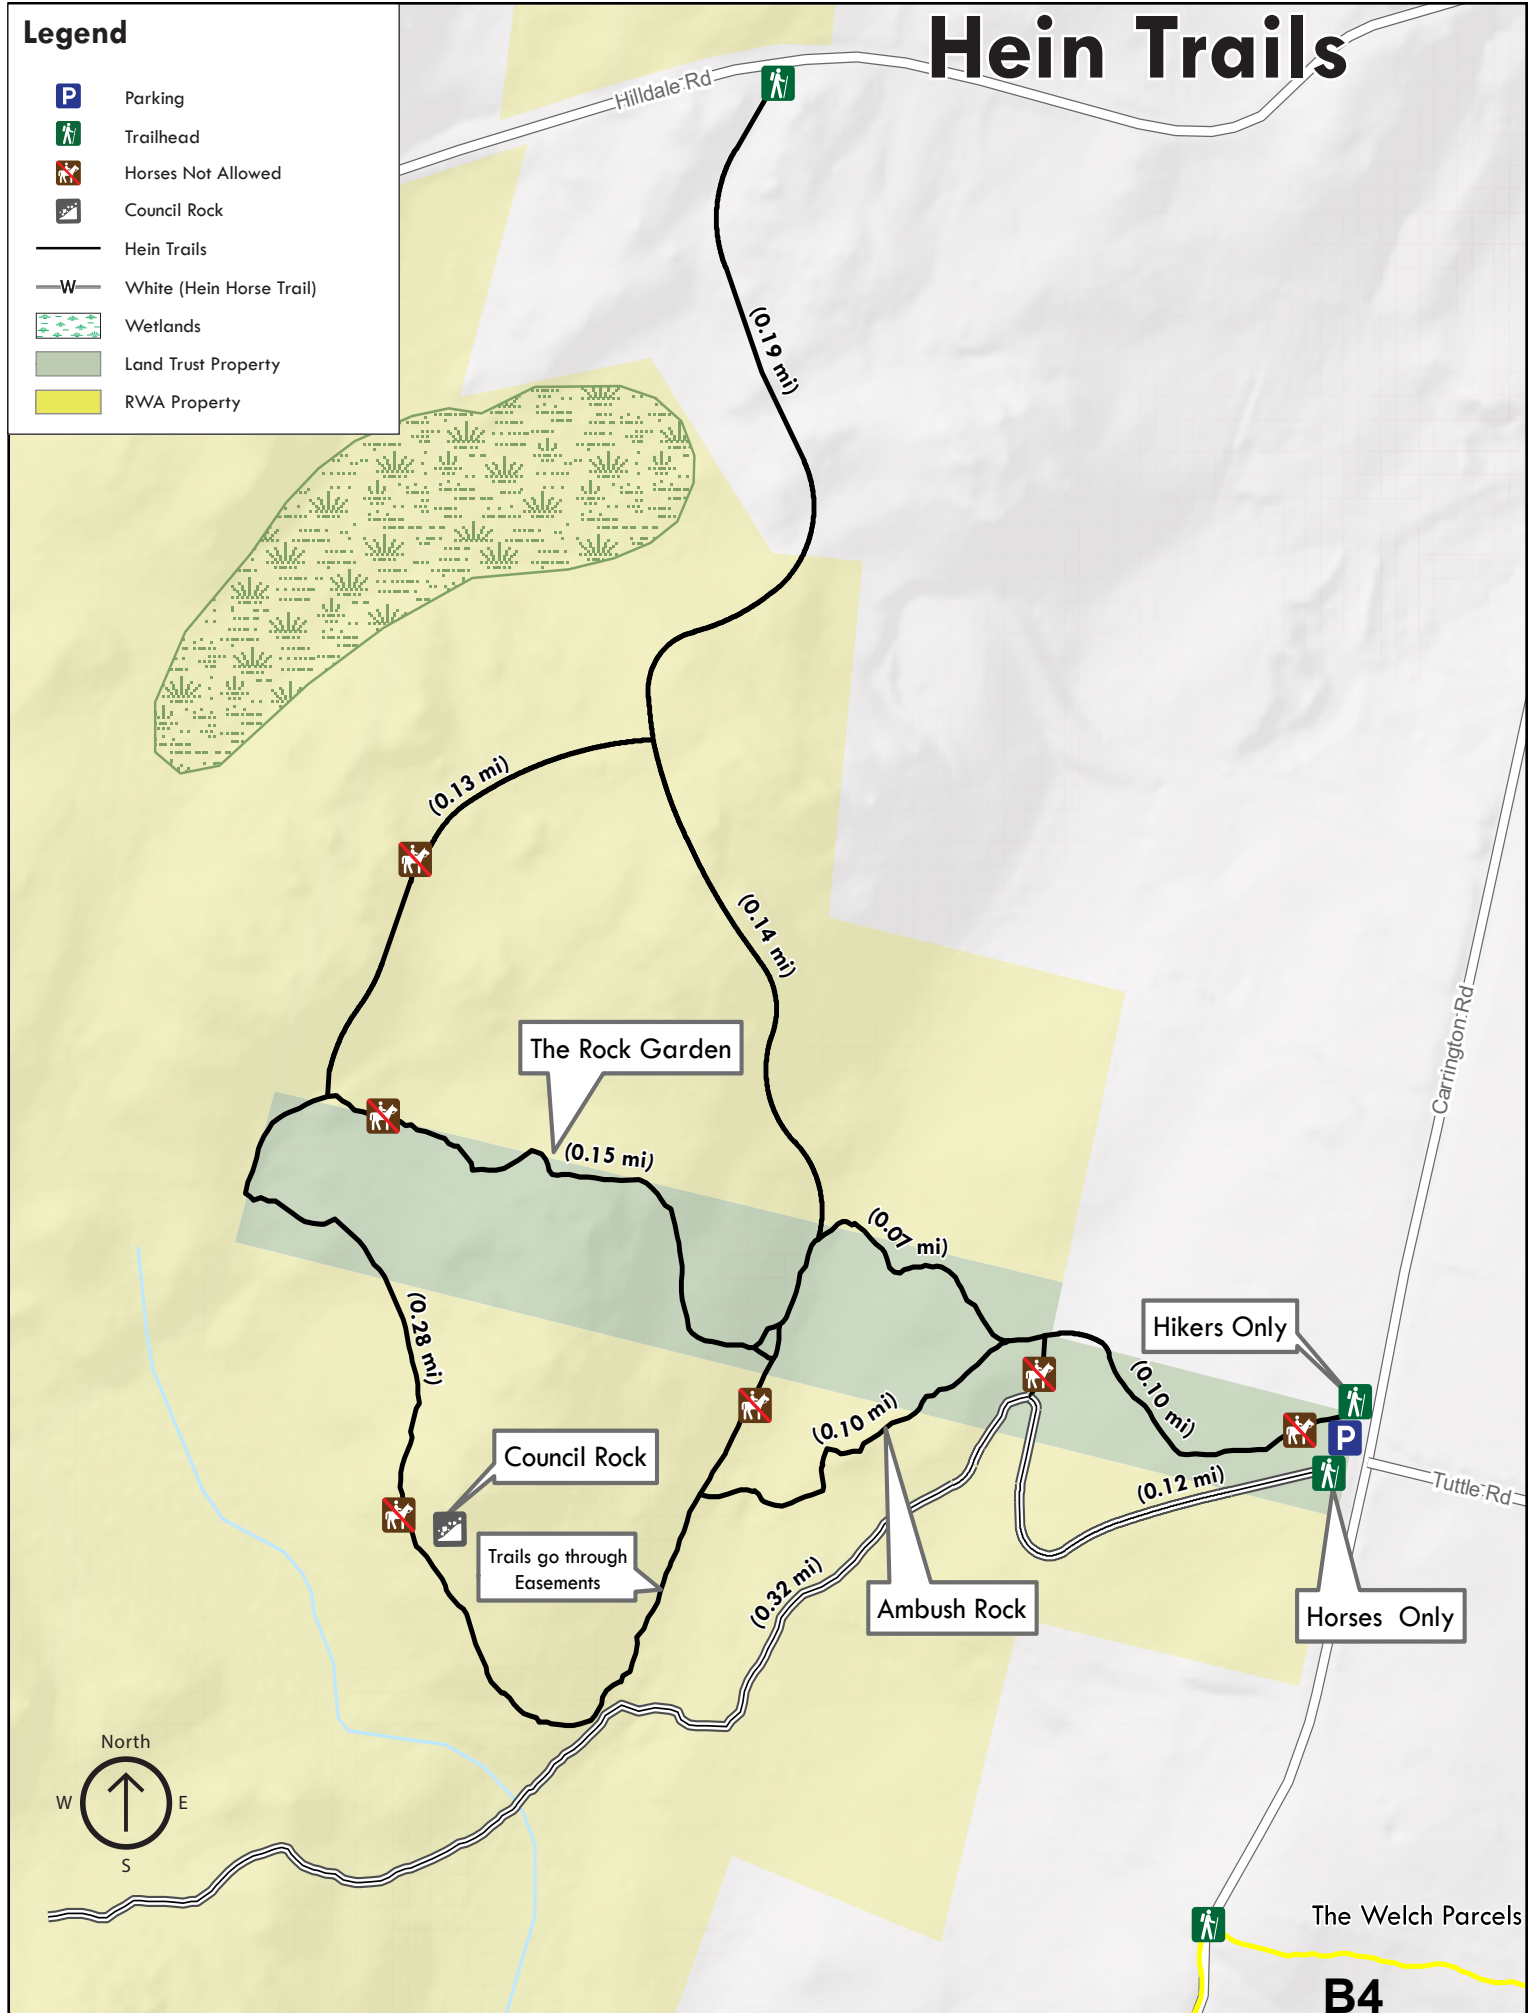 Legend
P Parking
Trailhead
Horses Not Allowed
Council Rock
Hein Trails
W White (Hein Horse Trail)
Wetlands
Land Trust Property
RWA Property
Hein Trails
Hilldale Rd
(0.19 mi)
(0.13 mi)
(0.14 mi)
Carrington Rd
The Rock Garden
(0.15 mi)
(0.07 mi)
(0.28 mi)
Hikers Only
(0.10 mi)
(0.10 mi)
P
Council Rock
(0.12 mi)
Tuttle Rd
Trails go through
Easements
(0.32 mi)
Ambush Rock
Horses Only
North
W E
S
The Welch Parcels
B4